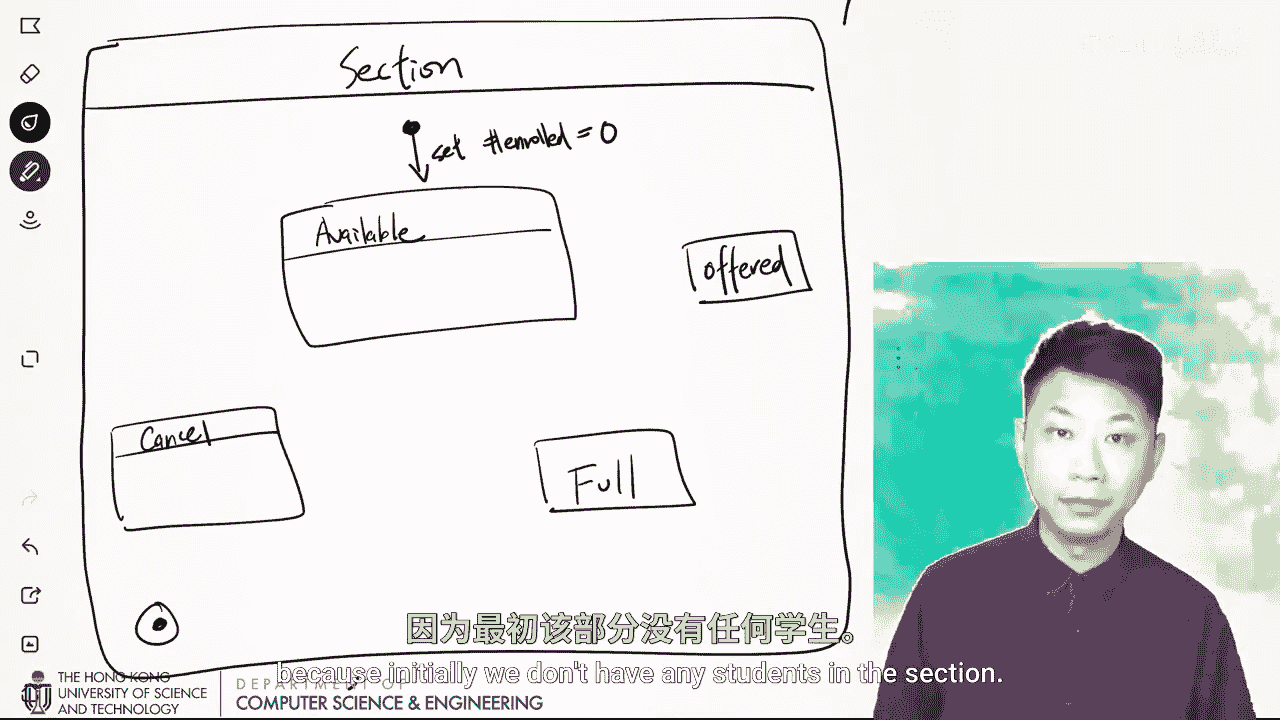 Section
set #enrolled = 0
Available
offered
Cancel
Full
因为最初该部分没有任何学生。
because initially we don't have any students in the section.
THE HONG KONG
UNIVERSITY OF SCIENCE
AND TECHNOLOGY
DEPARTMENT OF
COMPUTER SCIENCE & ENGINEERING